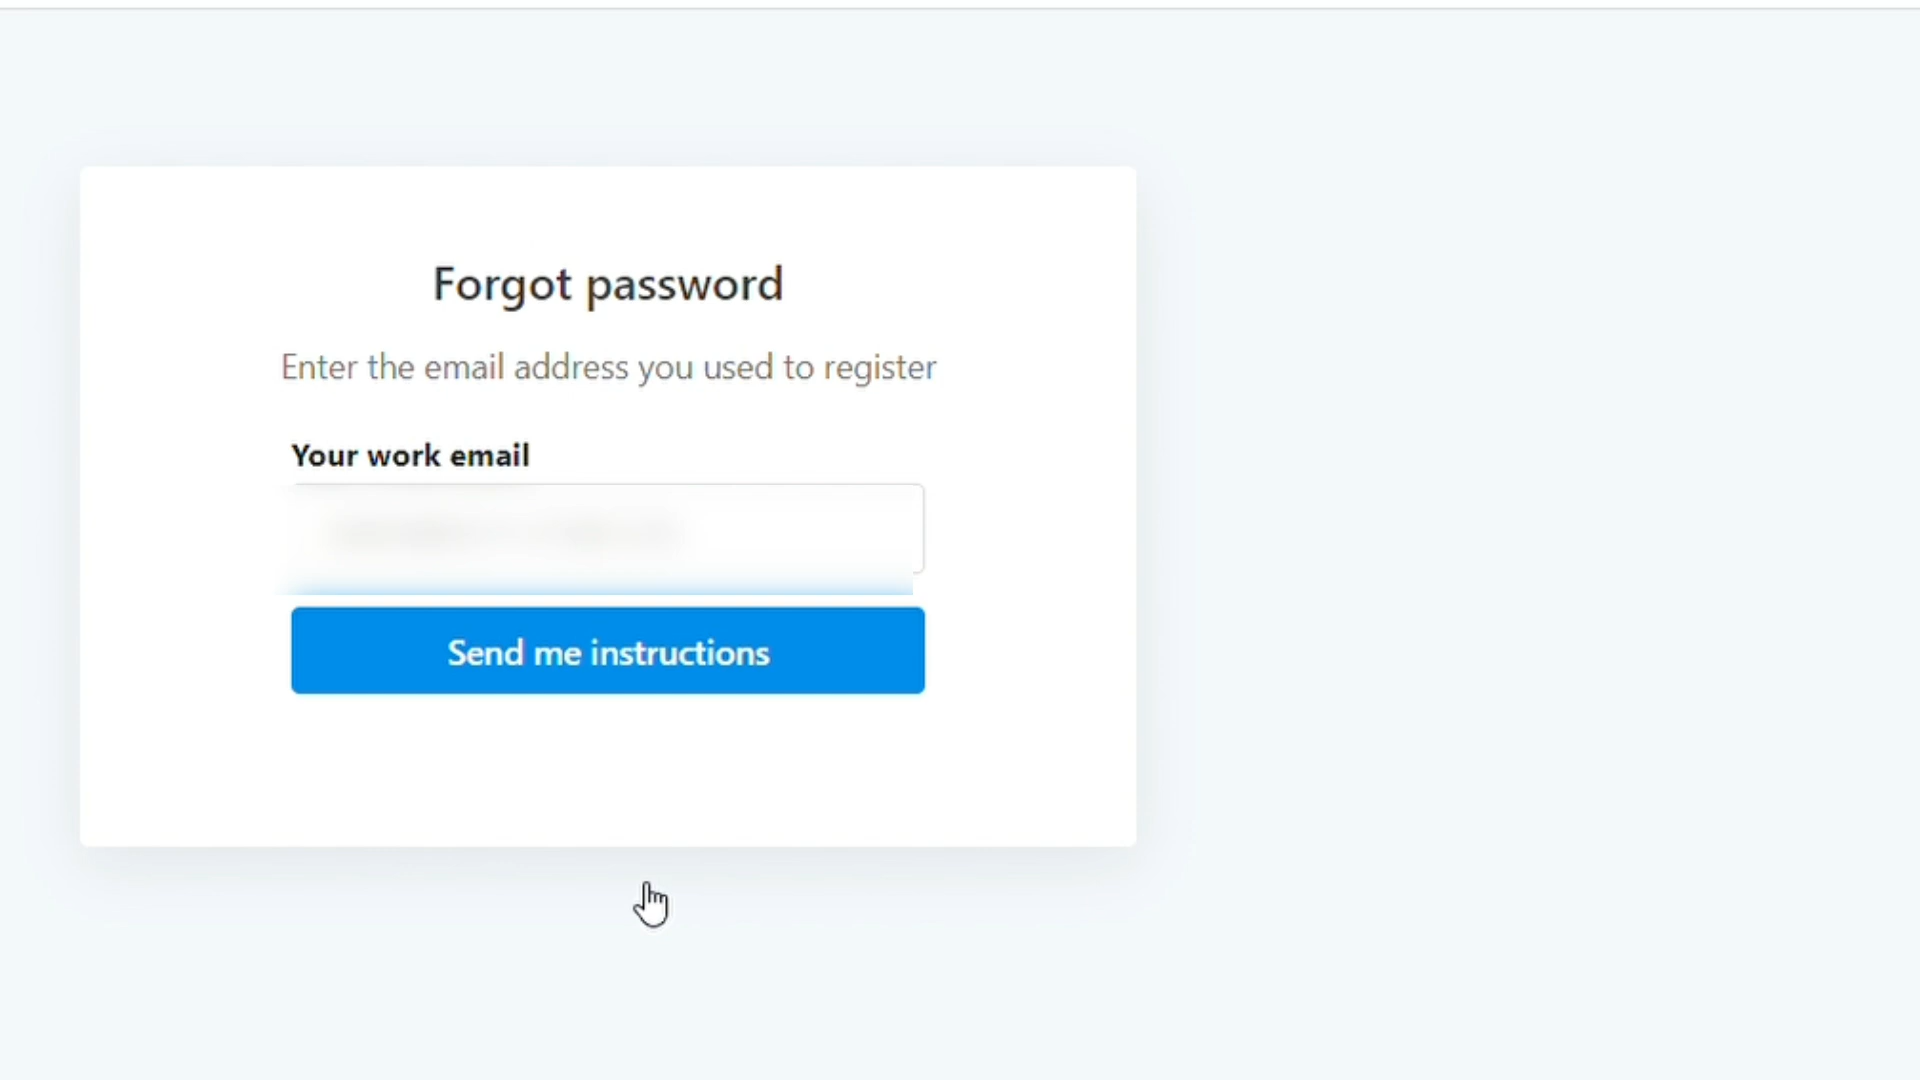 Forgot password
Enter the email address you used to register
Your work email
Send me instructions